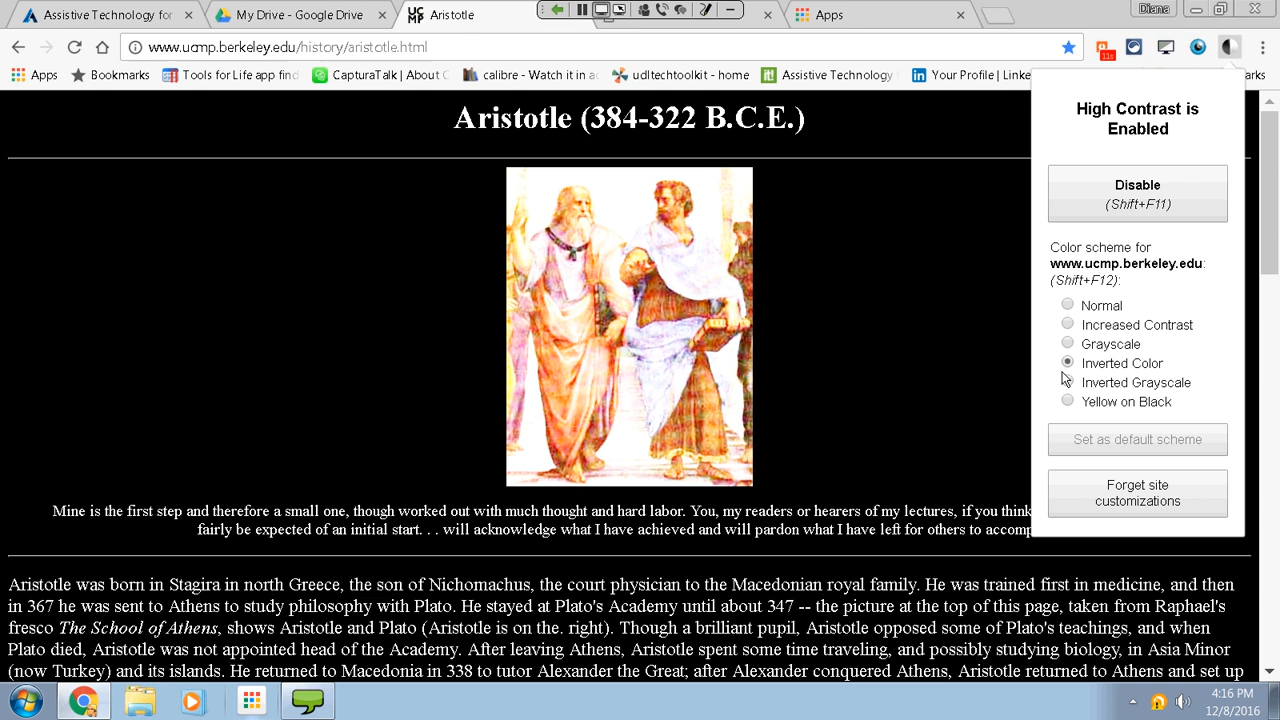 Assistive Technology for
My Drive - Google Drive
UC
MP
Aristotle
Apps
Diana
www.ucmp.berkeley.edu/history/aristotle.html
11s
Apps
Bookmarks
Tools for Life app find
CapturaTalk | About C
calibre - Watch it in a
udltechtoolkit - home
it!
Assistive Technology
in
Your Profile | Linke
arks
High Contrast is
Enabled
Disable
(Shift+F11)
Color scheme for
www.ucmp.berkeley.edu:
(Shift+F12):
Normal
Increased Contrast
Grayscale
Inverted Color
Inverted Grayscale
Yellow on Black
Set as default scheme
Forget site
customizations
Aristotle (384-322 B.C.E.)
Mine is the first step and therefore a small one, though worked out with much thought and hard labor. You, my readers or hearers of my lectures, if you think
fairly be expected of an initial start. . . will acknowledge what I have achieved and will pardon what I have left for others to accomp
Aristotle was born in Stagira in north Greece, the son of Nichomachus, the court physician to the Macedonian royal family. He was trained first in medicine, and then
in 367 he was sent to Athens to study philosophy with Plato. He stayed at Plato's Academy until about 347 -- the picture at the top of this page, taken from Raphael's
fresco The School of Athens, shows Aristotle and Plato (Aristotle is on the. right). Though a brilliant pupil, Aristotle opposed some of Plato's teachings, and when
Plato died, Aristotle was not appointed head of the Academy. After leaving Athens, Aristotle spent some time traveling, and possibly studying biology, in Asia Minor
(now Turkey) and its islands. He returned to Macedonia in 338 to tutor Alexander the Great; after Alexander conquered Athens, Aristotle returned to Athens and set up
4:16 PM
12/8/2016